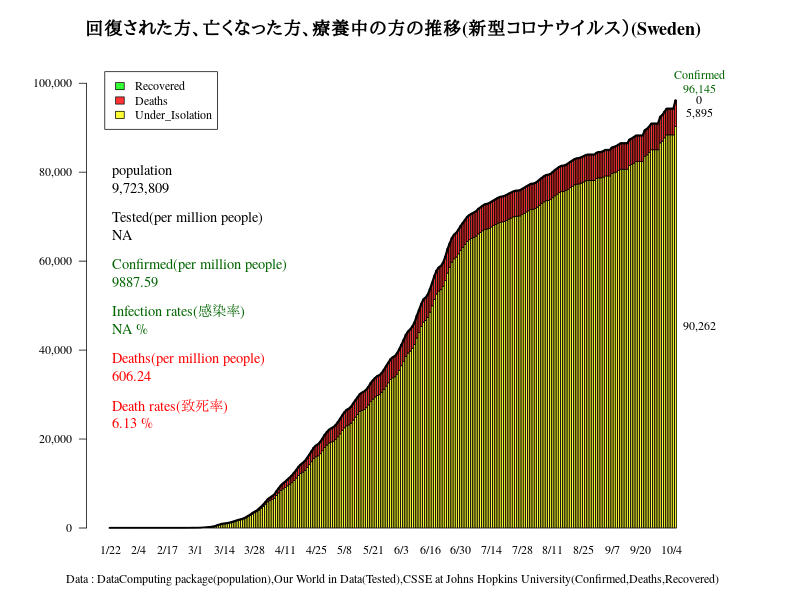 回復された方、亡くなった方、療養中の方の推移(新型コロナウイルス)(Sweden)
Confirmed
96,145
0
5,895
90,262
Recovered
Deaths
Under_Isolation
population
9,723,809
Tested(per million people)
NA
Confirmed(per million people)
9887.59
Infection rates(感染率)
NA %
Deaths(per million people)
606.24
Death rates(致死率)
6.13 %
100,000
80,000
60,000
40,000
20,000
0
1/22 2/4 2/17 3/1 3/14 3/28 4/11 4/25 5/8 5/21 6/3 6/16 6/30 7/14 7/28 8/11 8/25 9/7 9/20 10/4
Data : DataComputing package(population),Our World in Data(Tested),CSSE at Johns Hopkins University(Confirmed,Deaths,Recovered)